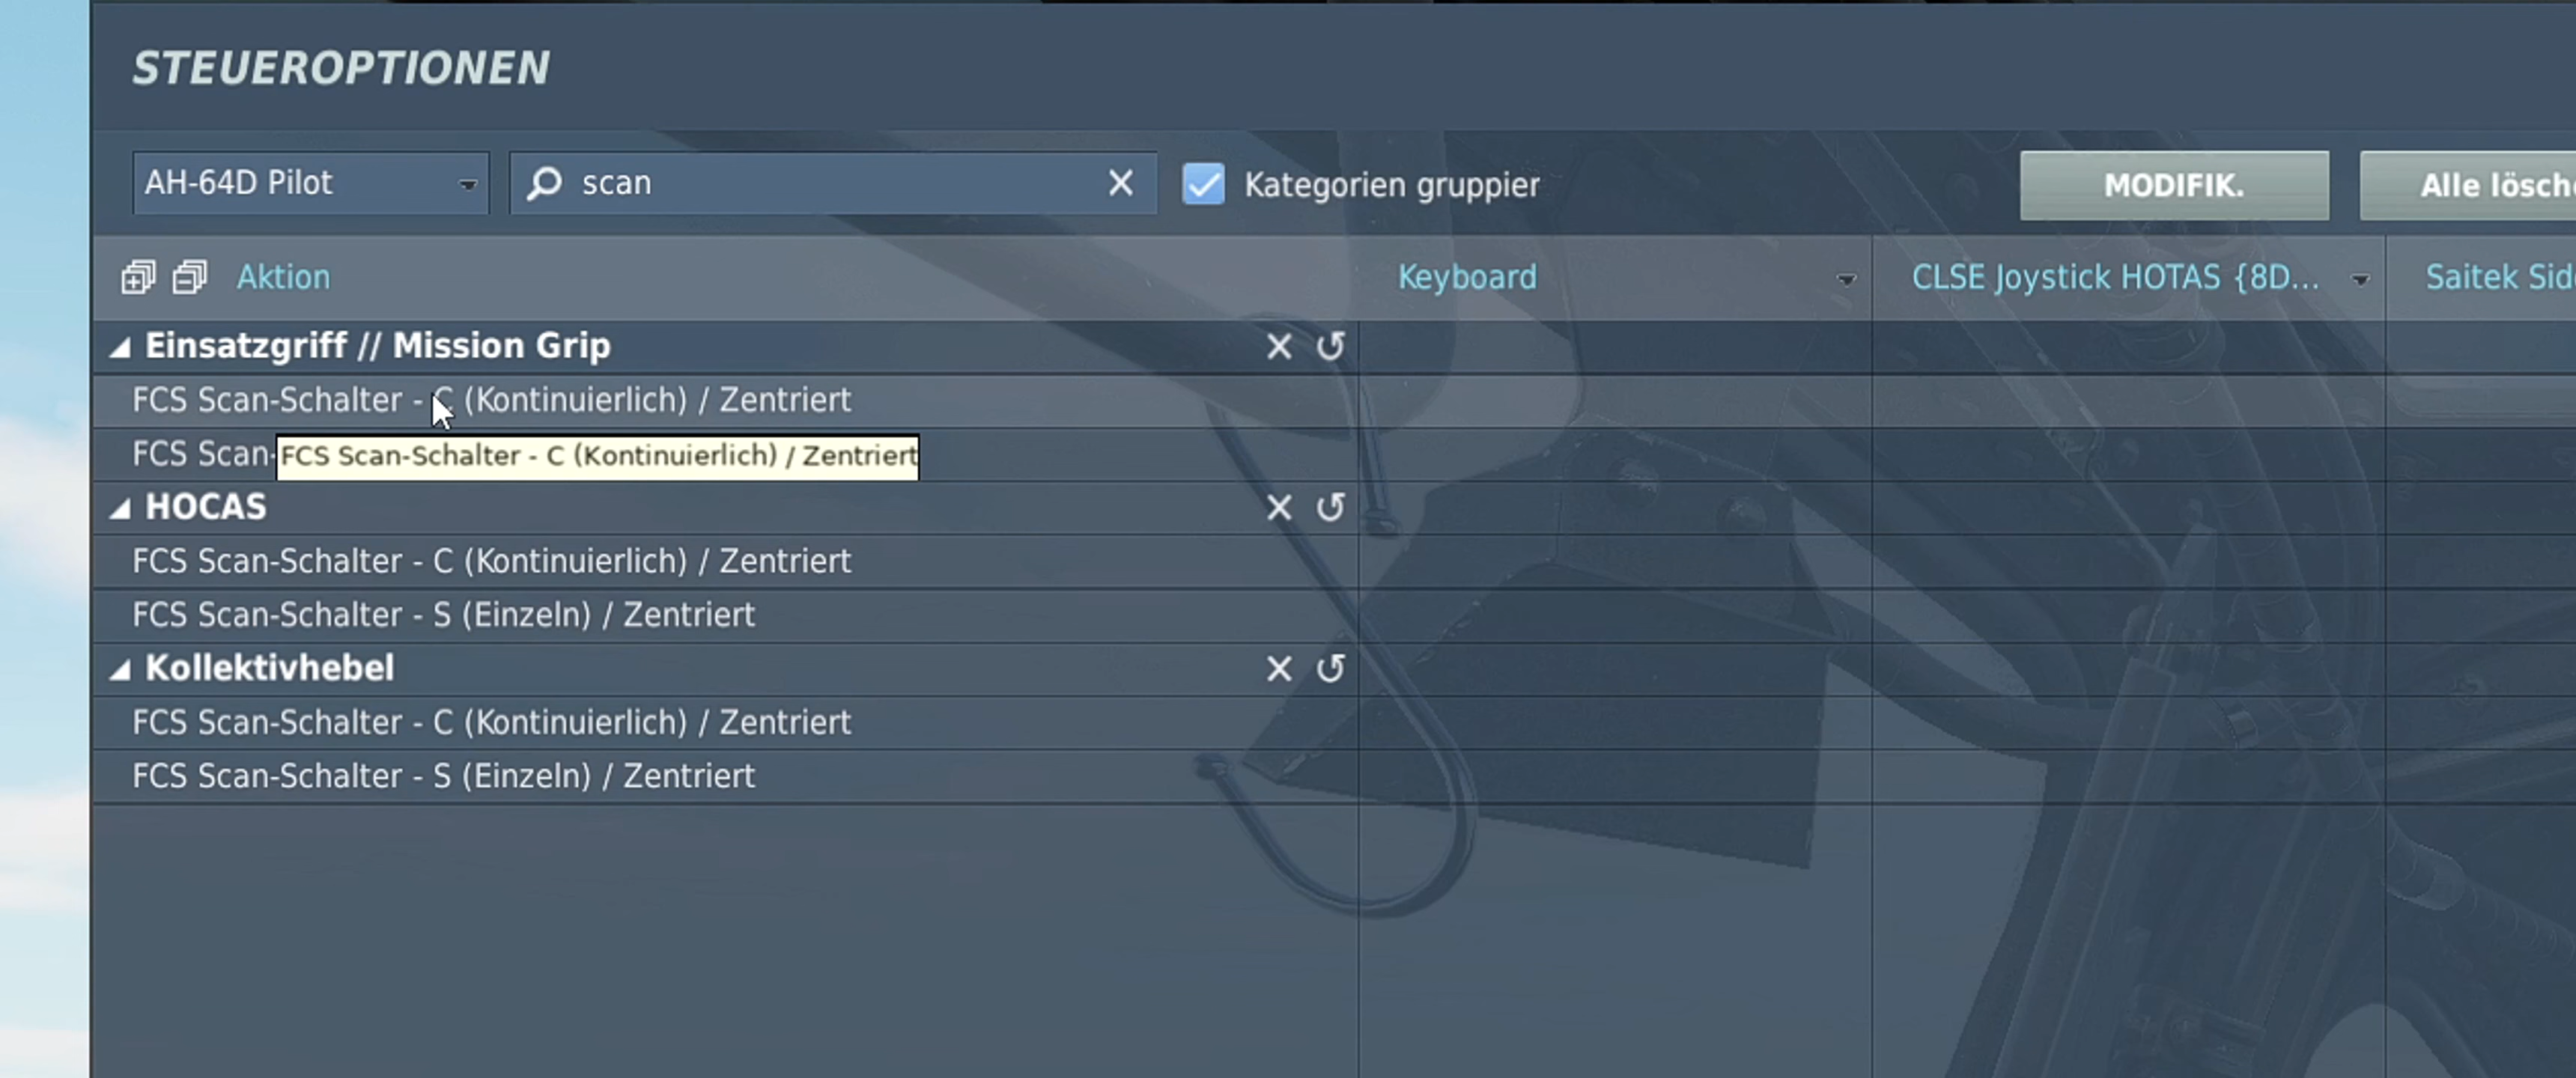 STEUEROPTIONEN
AH-64D Pilot
scan
Kategorien gruppier
MODIFIK.
Alle lösch
Aktion
Keyboard
CLSE Joystick HOTAS {8D...
Saitek
Einsatzgriff // Mission Grip
FCS Scan-Schalter - C (Kontinuierlich) / Zentriert
FCS Scan-
FCS Scan-Schalter - C (Kontinuierlich) / Zentriert
HOCAS
FCS Scan-Schalter - C (Kontinuierlich) / Zentriert
FCS Scan-Schalter - S (Einzeln) / Zentriert
Kollektivhebel
FCS Scan-Schalter - C (Kontinuierlich) / Zentriert
FCS Scan-Schalter - S (Einzeln) / Zentriert